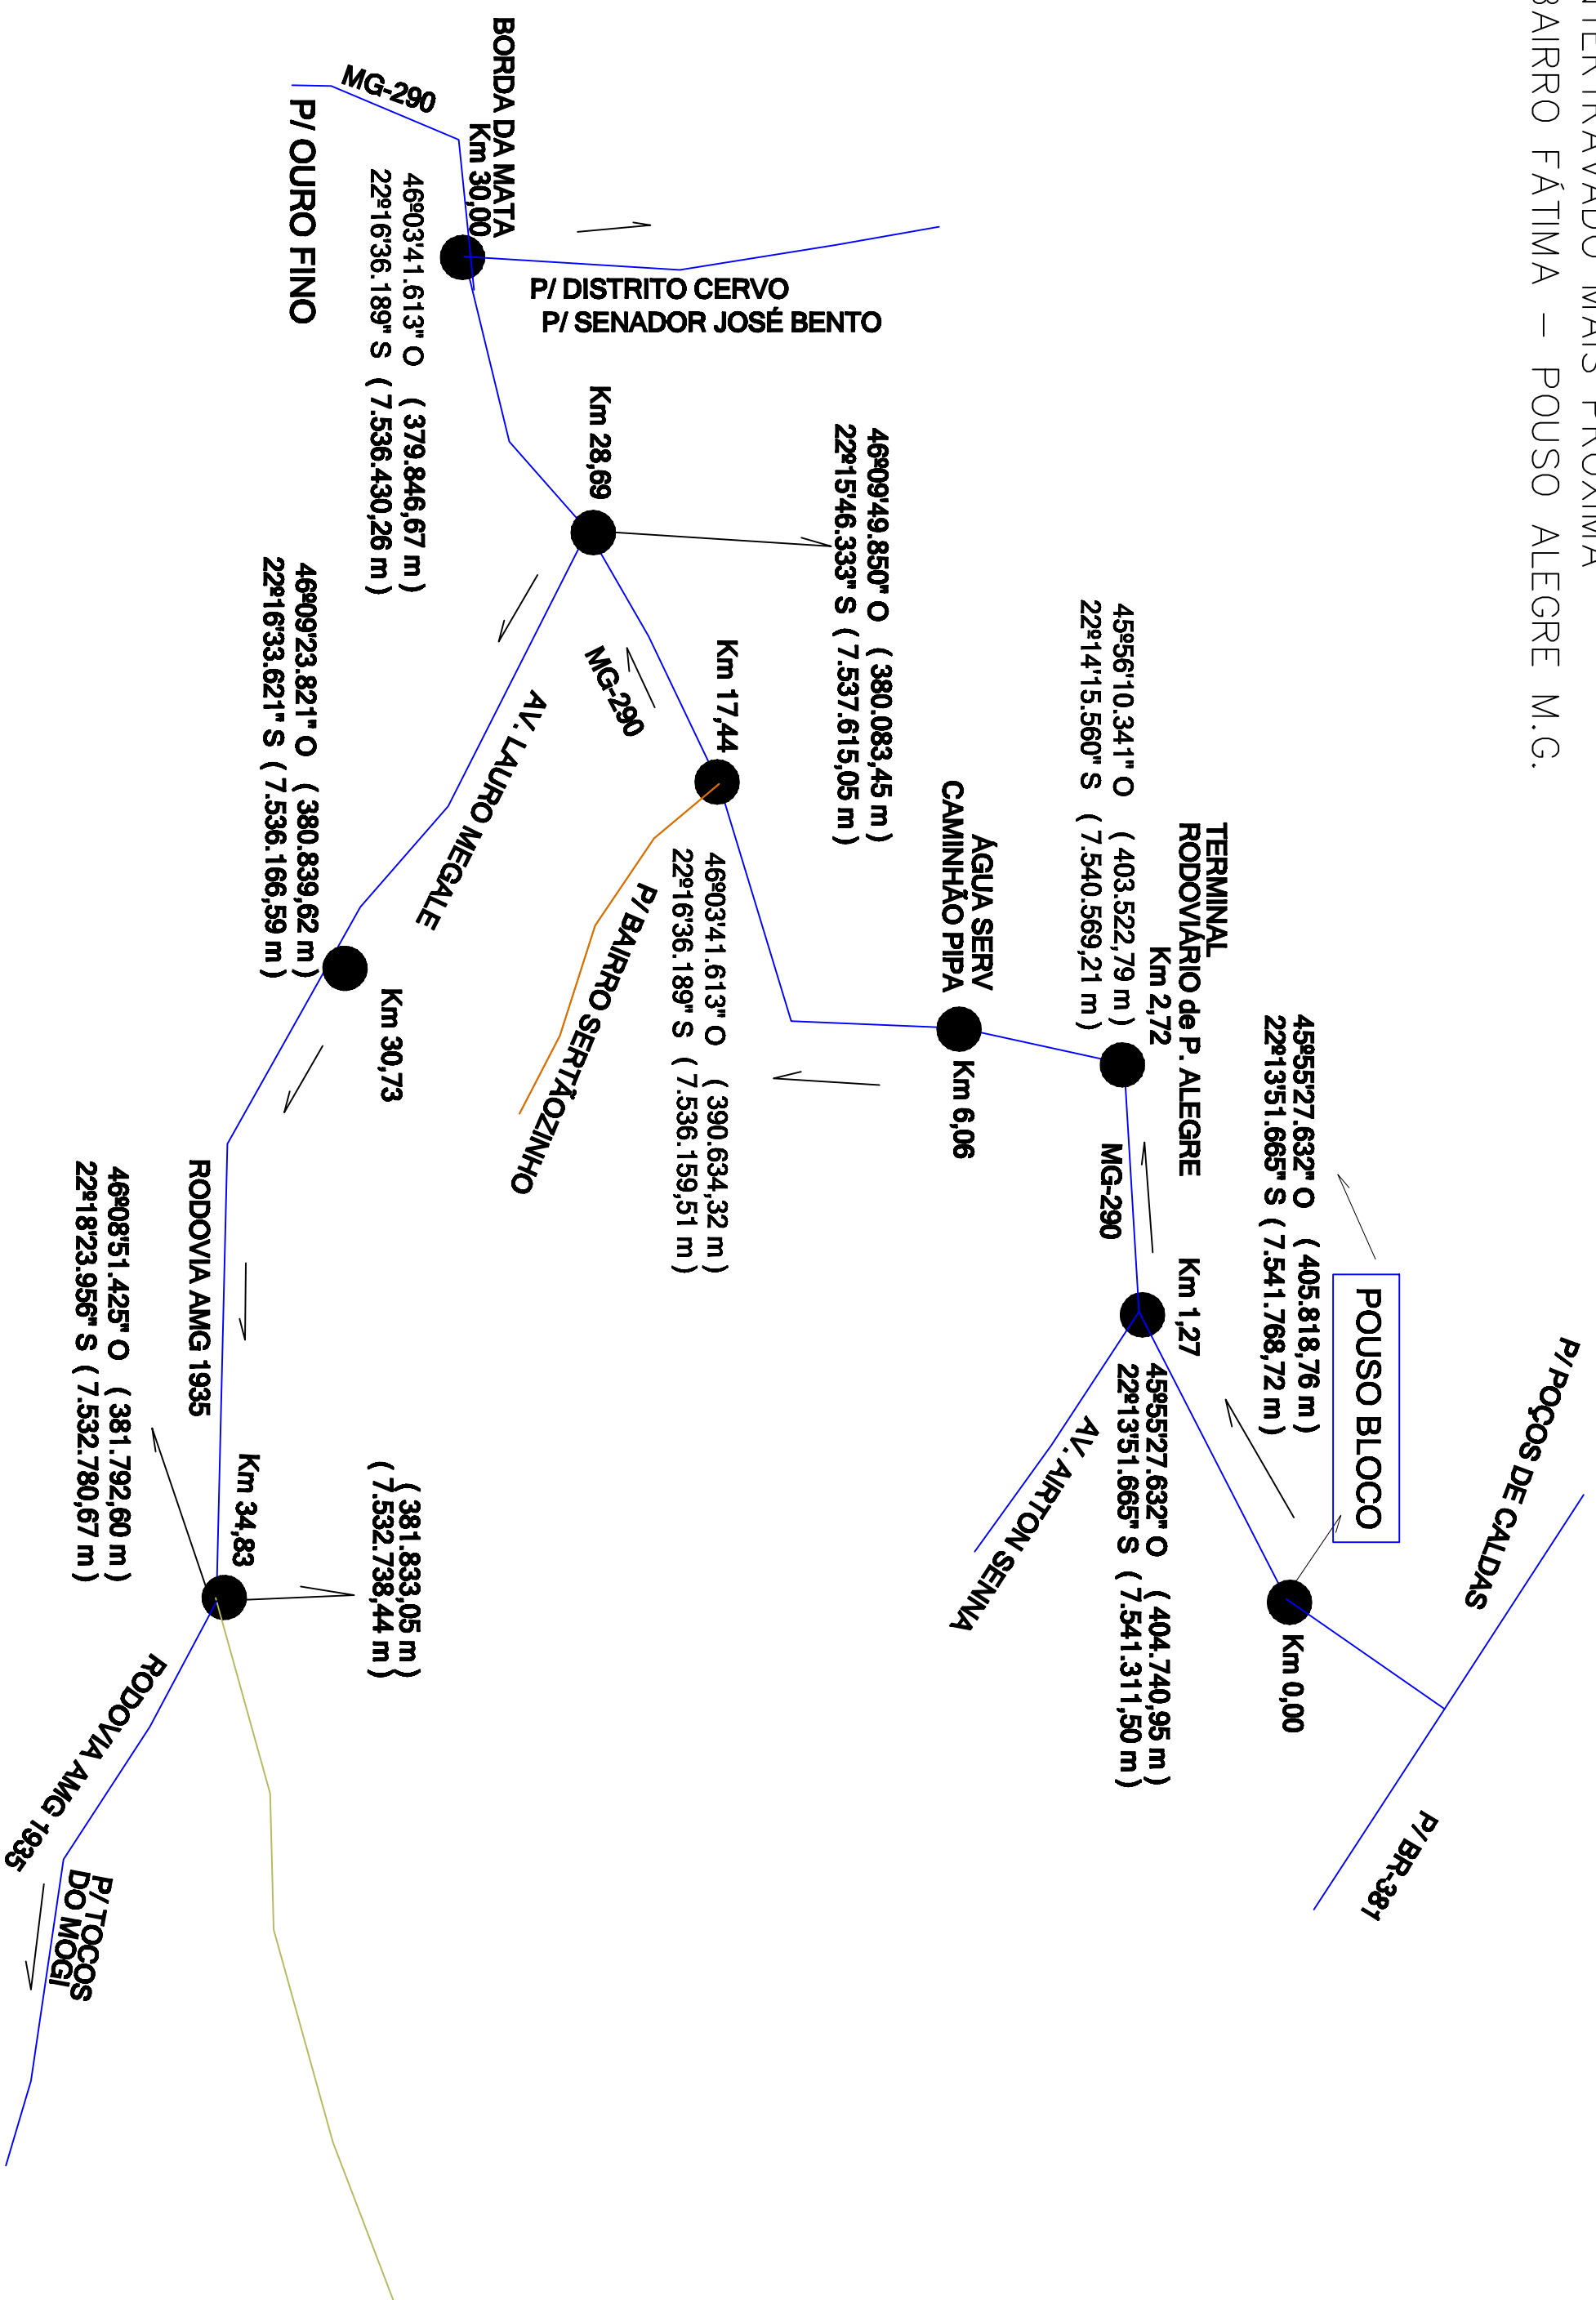 MAIS PRÓXIMA
BAIRRO FÁTIMA – POUSO ALEGRE M.G.
P/ POÇOS DE CALDAS
P/ BR-381
POUSO BLOCO
Km 0,00
45º55'27.632" O ( 405.818,76 m )
22º13'51.665" S ( 7.541.768,72 m )
Km 1,27
45º55'27.632" O ( 404.740,95 m )
22º13'51.665" S ( 7.541.311,50 m )
AV. AIRTON SENNA
MG-290
TERMINAL
RODOVIÁRIO de P. ALEGRE
Km 2,72
45º56'10.341" O ( 403.522,79 m )
22º14'15.560" S ( 7.540.569,21 m )
ÁGUA SERV
CAMINHÃO PIPA
Km 6,06
Km 17,44
46º03'41.613" O ( 390.634,32 m )
22º16'36.189" S ( 7.536.159,51 m )
P/ BAIRRO SERTÃOZINHO
MG-290
46º09'49.850" O ( 380.083,45 m )
22º15'46.333" S ( 7.537.615,05 m )
Km 28,69
P/ DISTRITO CERVO
P/ SENADOR JOSÉ BENTO
BORDA DA MATA
Km 30,00
46º03'41.613" O ( 379.846,67 m )
22º16'36.189" S ( 7.536.430,26 m )
MG-290
P/ OURO FINO
AV. LAURO MEGALE
46º09'23.821" O ( 380.839,62 m )
22º16'33.621" S ( 7.536.166,59 m )
Km 30,73
RODOVIA AMG 1935
Km 34,83
( 381.833,05 m )
( 7.532.738,44 m )
46º08'51.425" O ( 381.792,60 m )
22º18'23.956" S ( 7.532.780,67 m )
RODOVIA AMG 1935
P/ TOCOS
DO MOGI